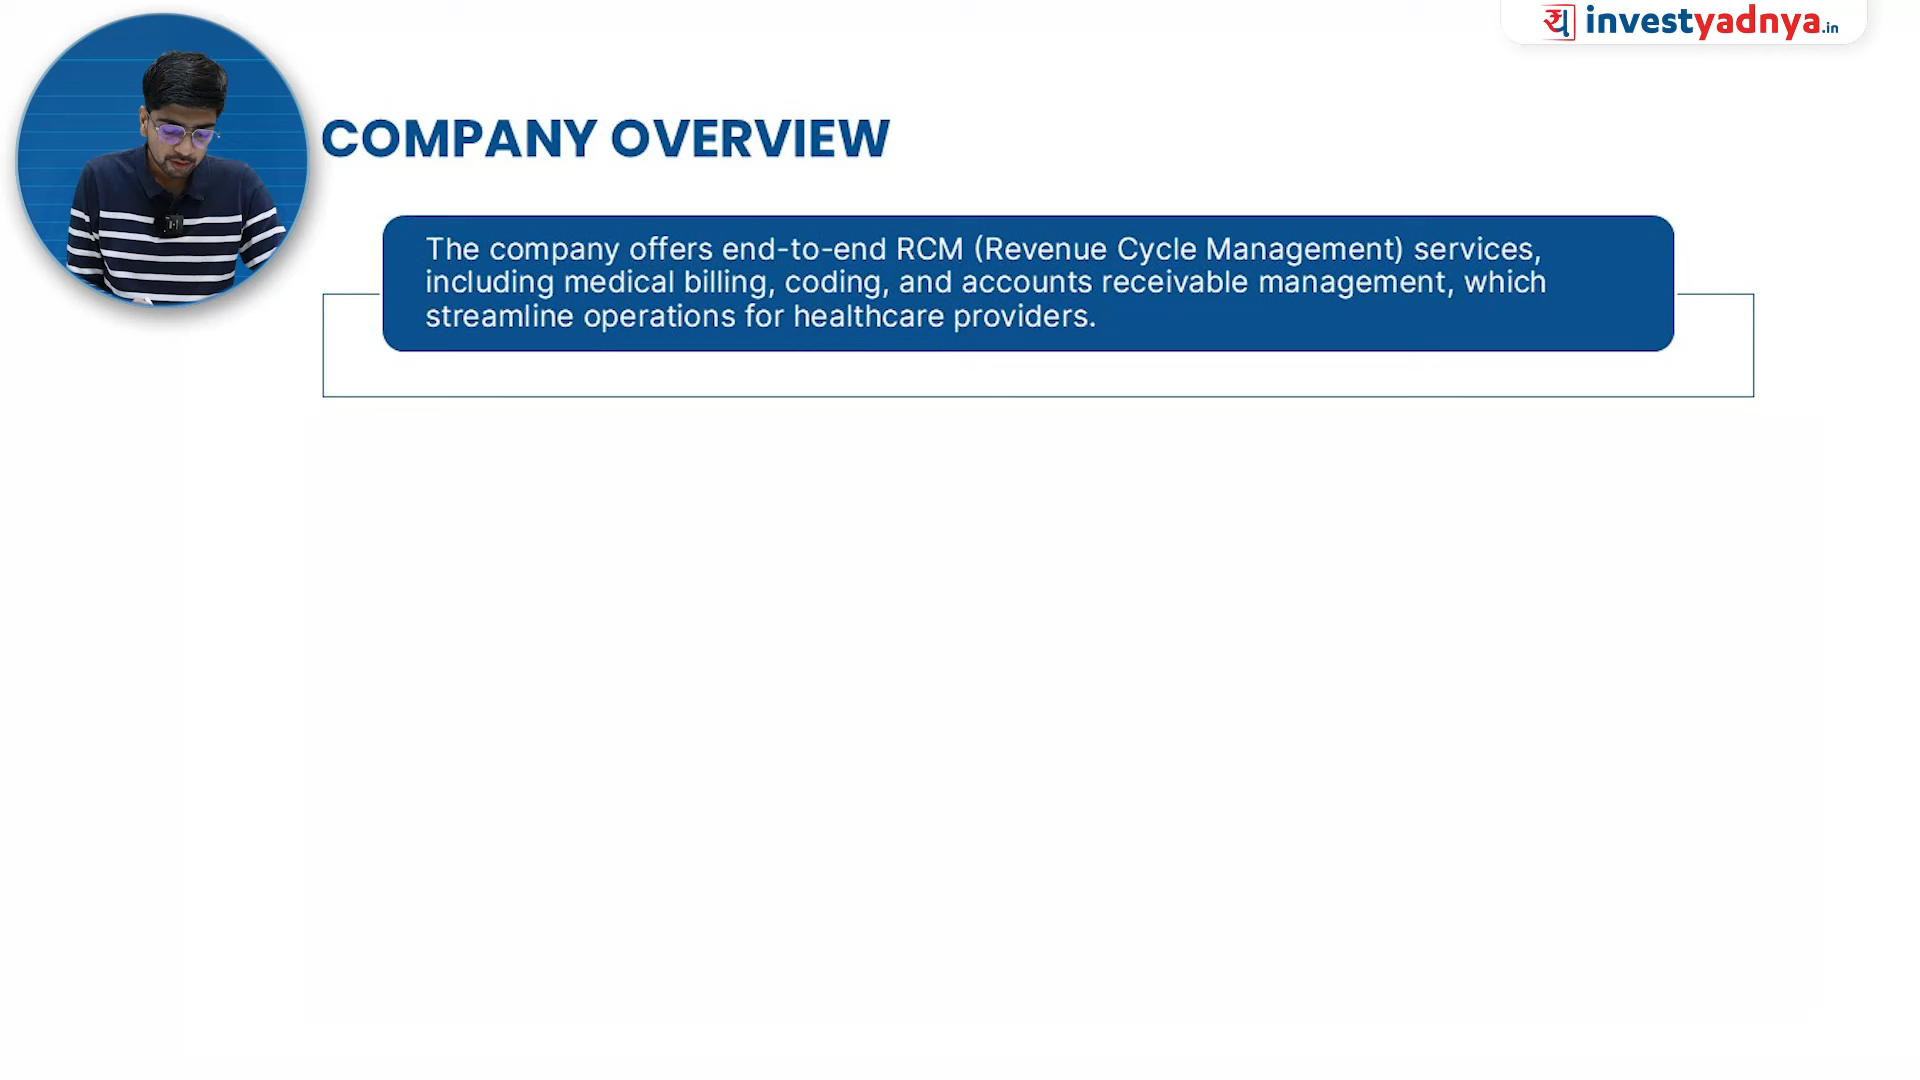 investyadnya.in
COMPANY OVERVIEW
The company offers end-to-end RCM (Revenue Cycle Management) services,
including medical billing, coding, and accounts receivable management, which
streamline operations for healthcare providers.